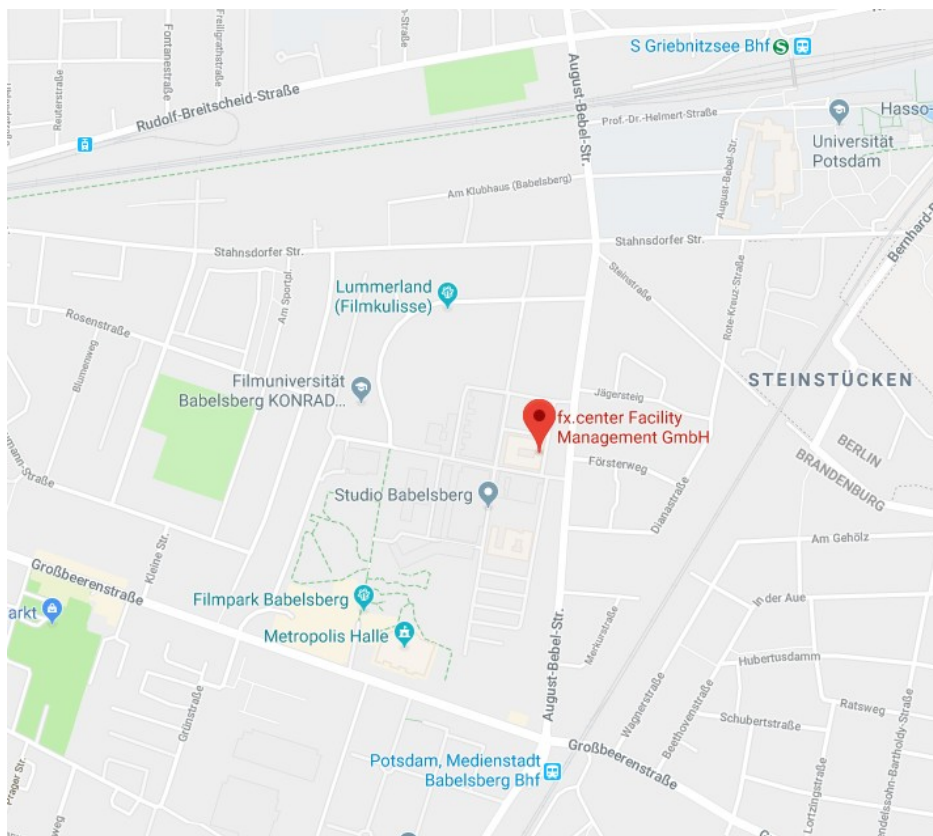 Fontanestraße
Freiligrathstraße
-Straße
S Griebnitzsee Bhf
S
August-Bebel-Str.
Reuterstraße
Rudolf-Breitscheid-Straße
Prof.-Dr.-Helmert-Straße
Hasso
Universität
Potsdam
August-Bebel-Str.
Am Klubhaus (Babelsberg)
Stahnsdorfer Str.
Stahnsdorfer Str.
Bernhard-B
Am Sportpl.
Steinstraße
Rote-Kreuz-Straße
Lummerland
(Filmkulisse)
Rosenstraße
Blumenweg
Filmuniversität
Babelsberg KONRAD...
Jägersteig
STEINSTÜCKEN
fx.center Facility
Management GmbH
BERLIN
BRANDENBURG
Försterweg
Dianastraße
umann-Straße
Studio Babelsberg
Kleine Str.
Am Gehölz
Großbeerenstraße
Filmpark Babelsberg
In der Aue
arkt
Metropolis Halle
Merkurstraße
August-Bebel-Str.
Hubertusdamm
Wagnerstraße
Beethovenstraße
Grünstraße
Schubertstraße
Ratsweg
Großbeerenstraße
Potsdam, Medienstadt
Babelsberg Bhf
Prager Str.
Lortzingstraße
ndelssohn-Bartholdy-Straße